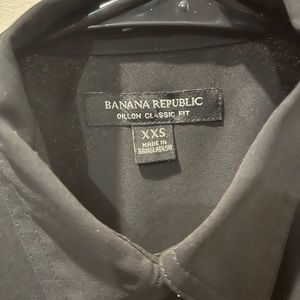 BANANA REPUBLIC
DILLON CLASSIC FIT
XXS
MADE IN
BANGLADESH